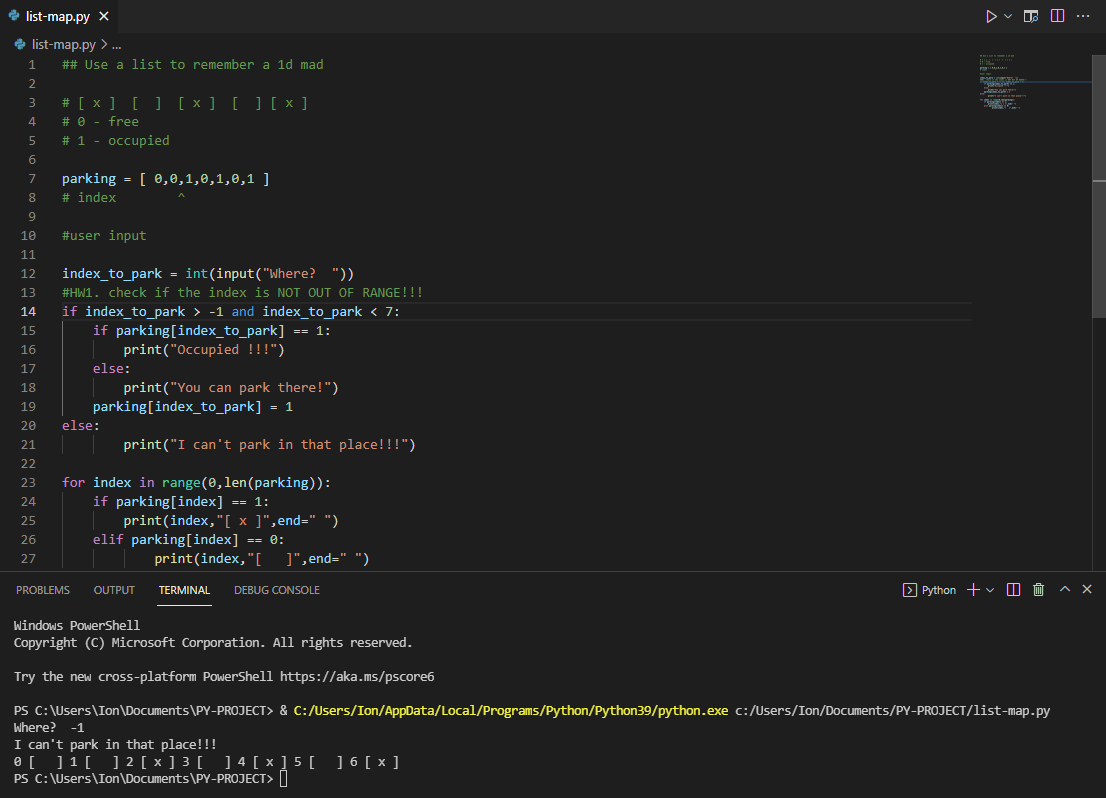 list-map.py
list-map.py > ...
1 ## Use a list to remember a 1d mad
2
3 # [ x ]  [  ]  [ x ]  [  ] [ x ]
4 # 0 - free
5 # 1 - occupied
6
7 parking = [ 0,0,1,0,1,0,1 ]
8 # index        ^
9
10 #user input
11
12 index_to_park = int(input("Where?  "))
13 #HW1. check if the index is NOT OUT OF RANGE!!!
14 if index_to_park > -1 and index_to_park < 7:
15     if parking[index_to_park] == 1:
16         print("Occupied !!!")
17     else:
18         print("You can park there!")
19     parking[index_to_park] = 1
20 else:
21         print("I can't park in that place!!!")
22
23 for index in range(0,len(parking)):
24     if parking[index] == 1:
25         print(index,"[ x ]",end=" ")
26     elif parking[index] == 0:
27             print(index,"[   ]",end=" ")
PROBLEMS OUTPUT TERMINAL DEBUG CONSOLE Python
Windows PowerShell
Copyright (C) Microsoft Corporation. All rights reserved.
Try the new cross-platform PowerShell https://aka.ms/pscore6
PS C:\Users\Ion\Documents\PY-PROJECT> & C:/Users/Ion/AppData/Local/Programs/Python/Python39/python.exe c:/Users/Ion/Documents/PY-PROJECT/list-map.py
Where?  -1
I can't park in that place!!!
0 [   ] 1 [   ] 2 [ x ] 3 [   ] 4 [ x ] 5 [   ] 6 [ x ]
PS C:\Users\Ion\Documents\PY-PROJECT>